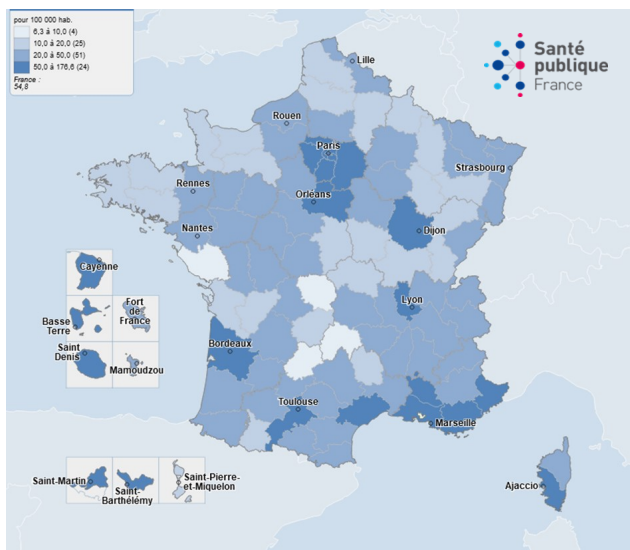 pour 100 000 hab.
6,3 à 10,0 (4)
10,0 à 20,0 (25)
20,0 à 50,0 (51)
50,0 à 176,6 (24)
France :
54,8
Santé
publique
France
Lille
Rouen
Paris
Strasbourg
Rennes
Orléans
Nantes
Dijon
Cayenne
Lyon
Fort
de
France
Basse
Terre
Saint
Denis
Bordeaux
Mamoudzou
Toulouse
Marseille
Saint-Martin
Saint-
Barthélémy
Saint-Pierre-
et-Miquelon
Ajaccio